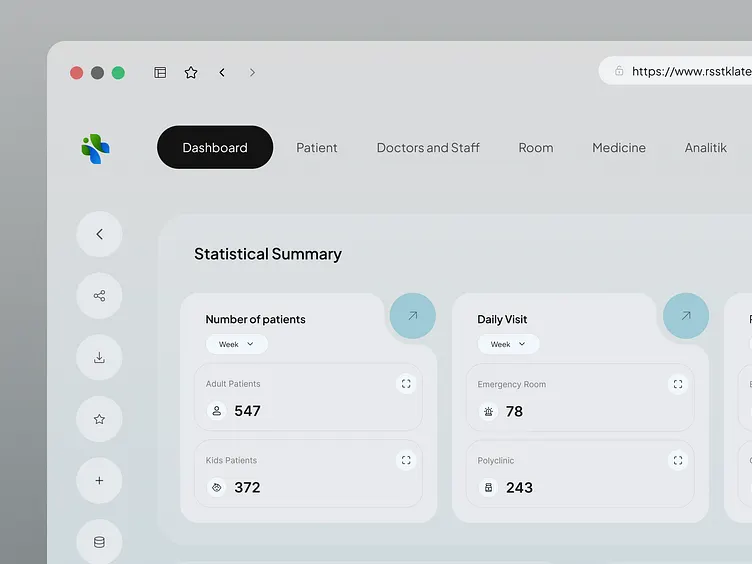 https://www.rsstklate
Dashboard
Patient
Doctors and Staff
Room
Medicine
Analitik
Statistical Summary
Number of patients
Week
Adult Patients
547
Kids Patients
372
Daily Visit
Week
Emergency Room
78
Polyclinic
243